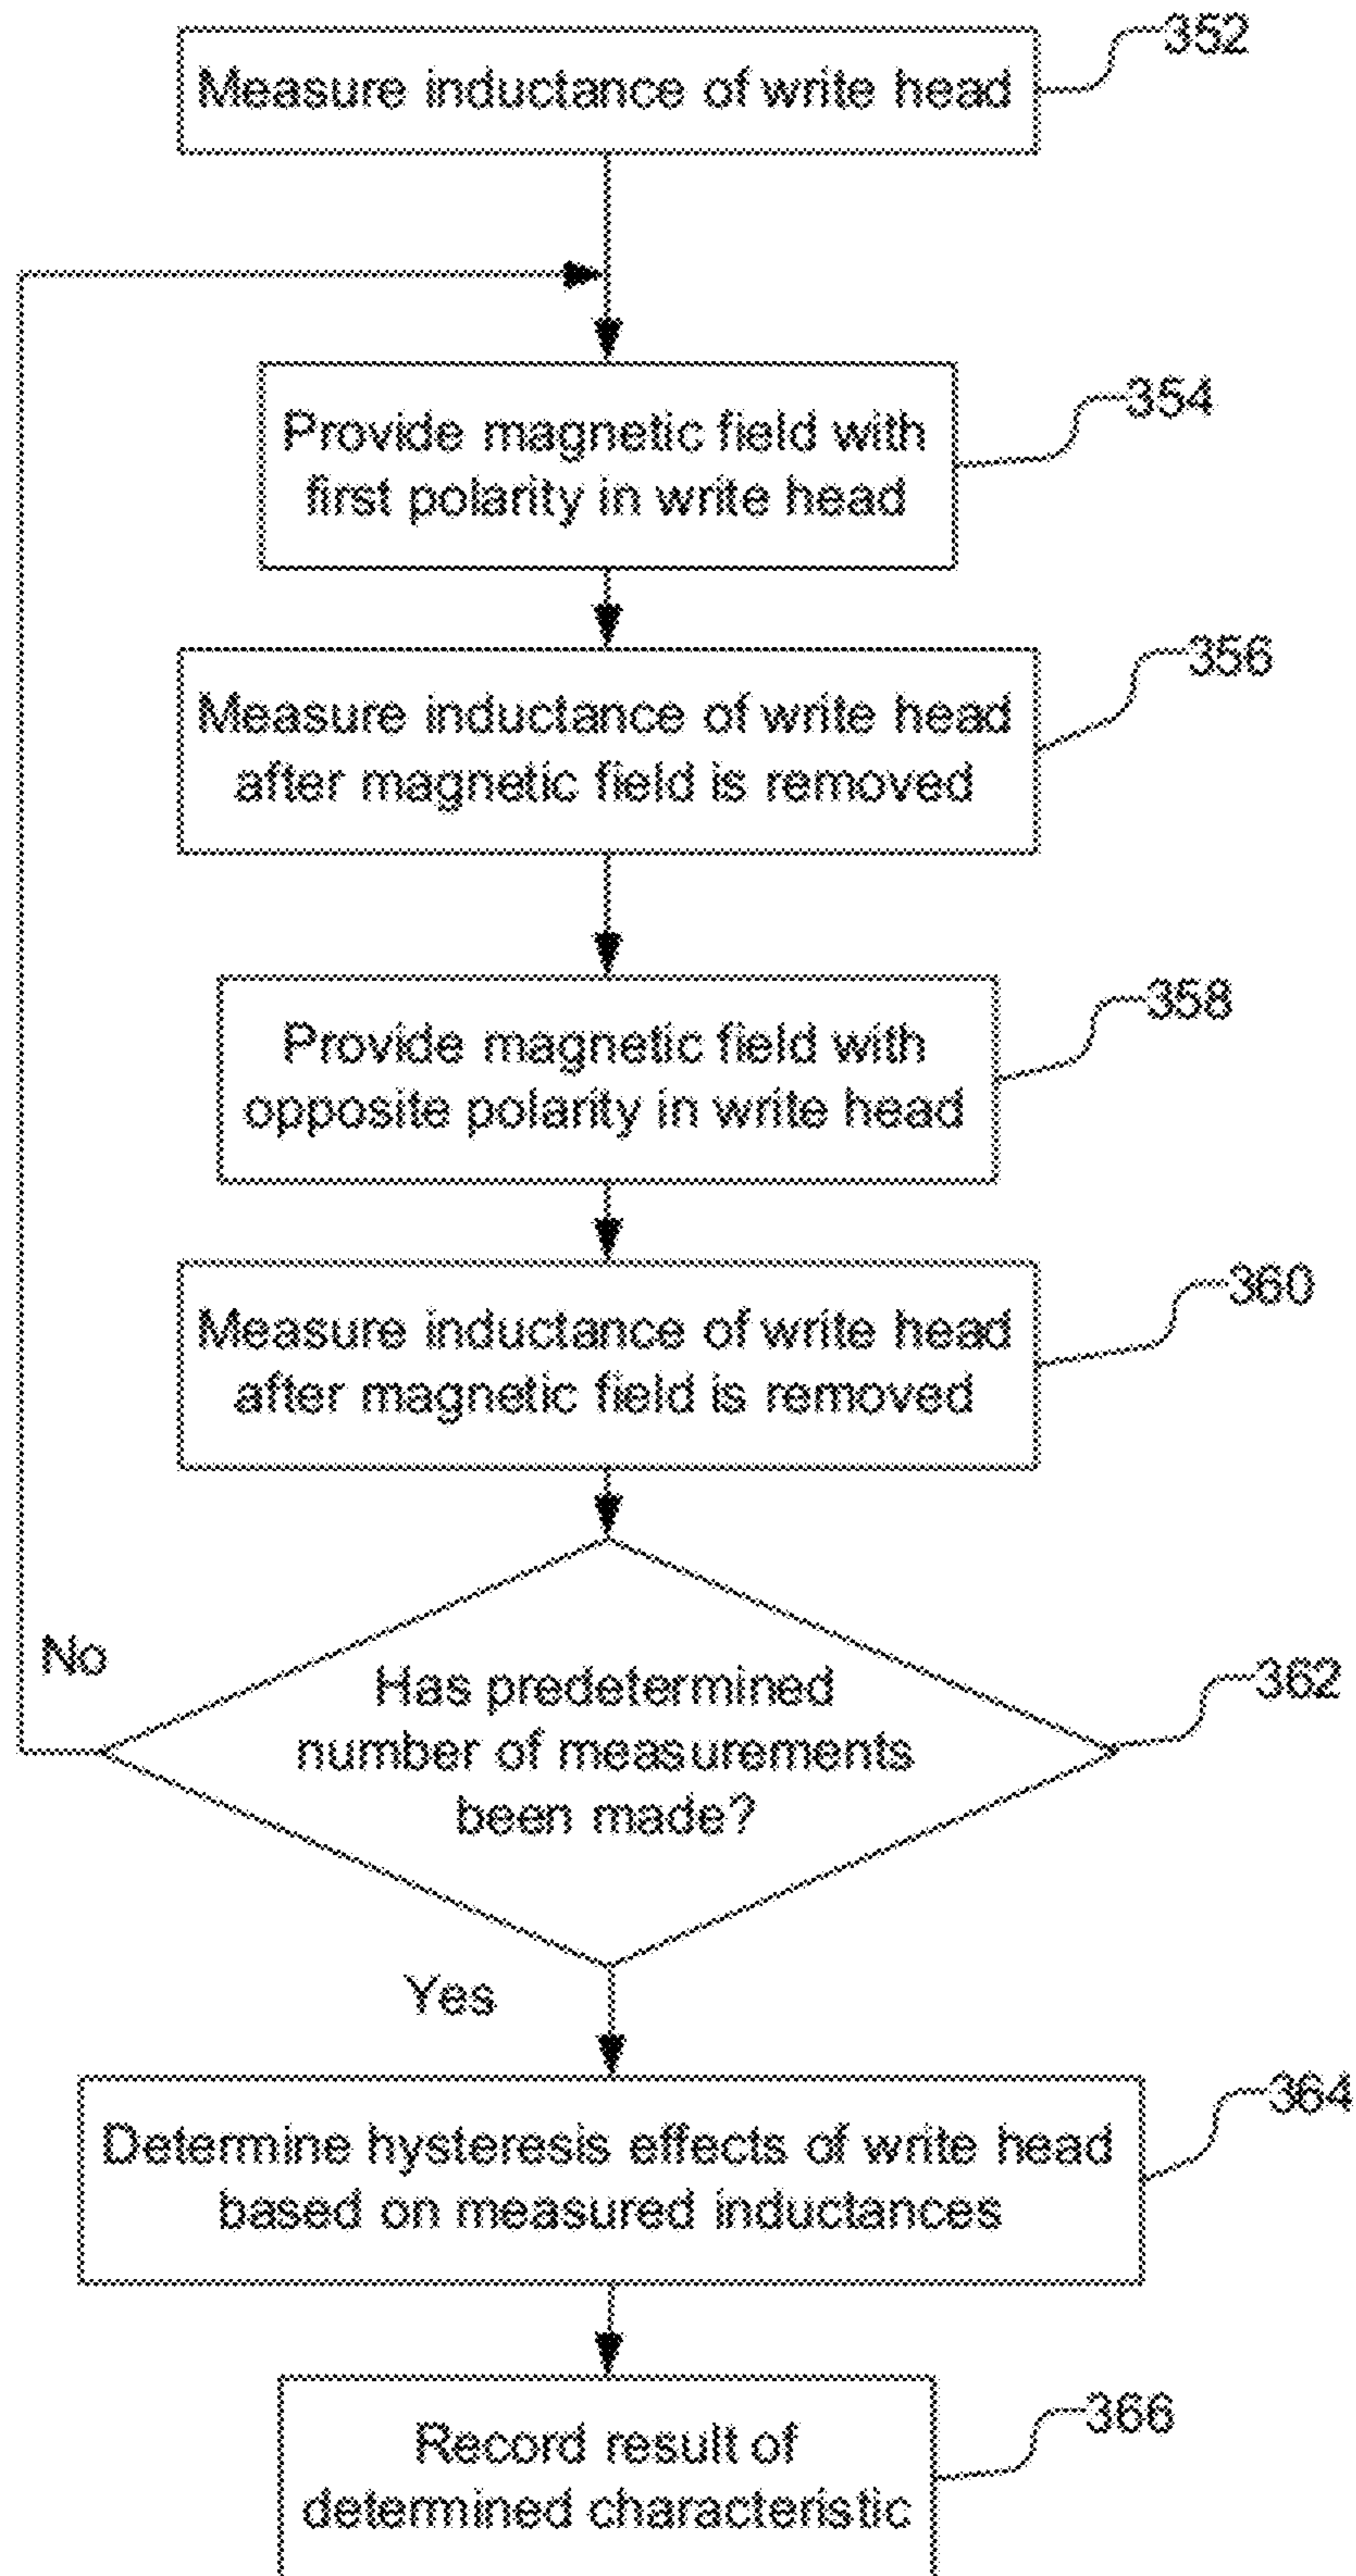 352
Measure inductance of write head
354
Provide magnetic field with
first polarity in write head
356
Measure inductance of write head
after magnetic field is removed
358
Provide magnetic field with
opposite polarity in write head
360
Measure inductance of write head
after magnetic field is removed
No
362
Has predetermined
number of measurements
been made?
Yes
364
Determine hysteresis effects of write head
based on measured inductances
366
Record result of
determined characteristic